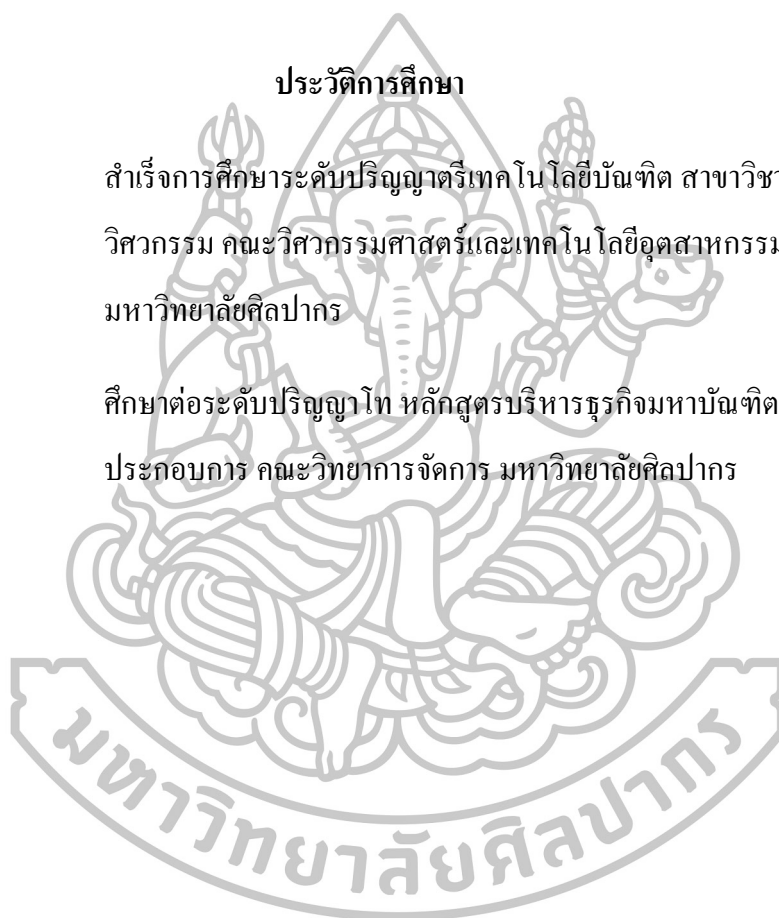 ประวัติการศึกษา
สำเร็จการศึกษาระดับปริญญาตรีเทคโนโลยีบัณฑิต สาขาวิชา
วิศวกรรม คณะวิศวกรรมศาสตร์และเทคโนโลยีอุตสาหกรรม
มหาวิทยาลัยศิลปากร
ศึกษาต่อระดับปริญญาโท หลักสูตรบริหารธุรกิจมหาบัณฑิต
ประกอบการ คณะวิทยาการจัดการ มหาวิทยาลัยศิลปากร
มหาวิทยาลัยศิลปากร